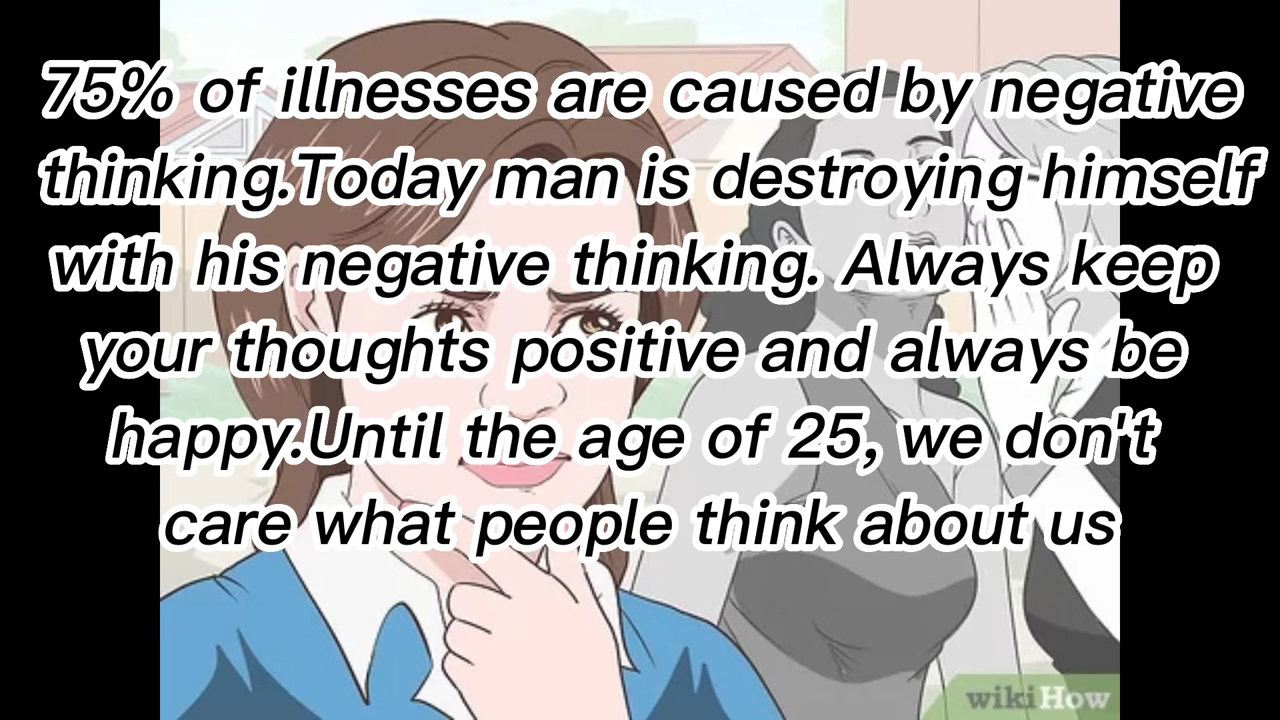 75% of illnesses are caused by negative
thinking.Today man is destroying himself
with his negative thinking. Always keep
your thoughts positive and always be
happy.Until the age of 25, we don't
care what people think about us
wikiHow